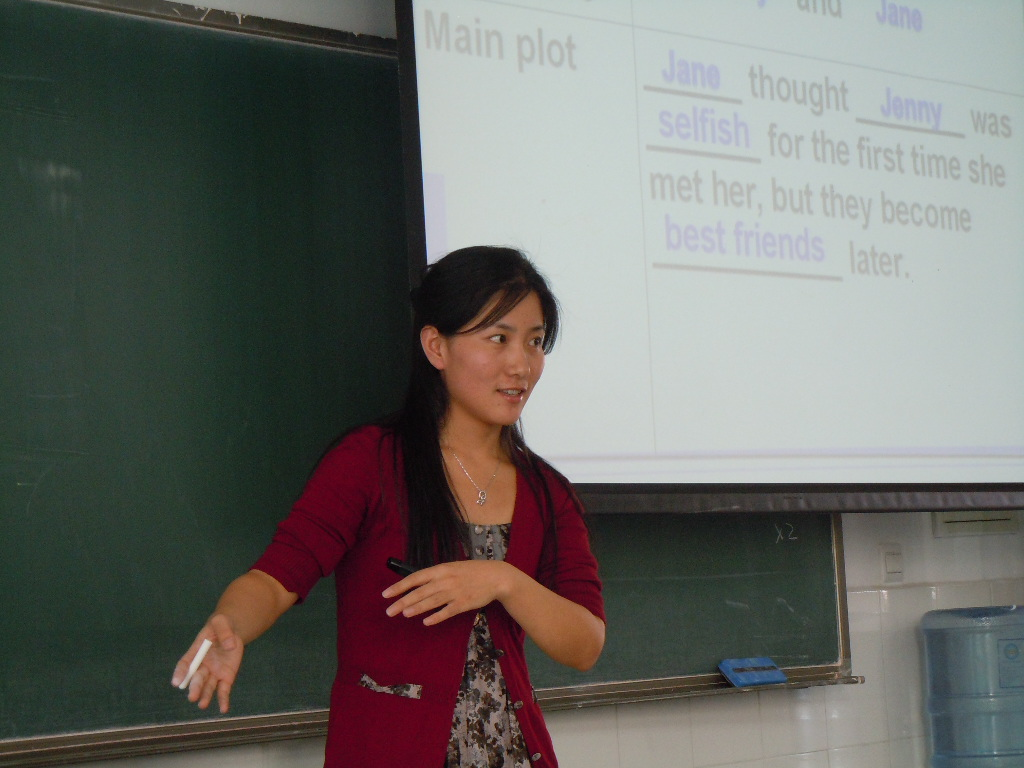 and Jane
Main plot
Jane thought Jenny was
selfish for the first time she
met her, but they become
best friends later.
x2